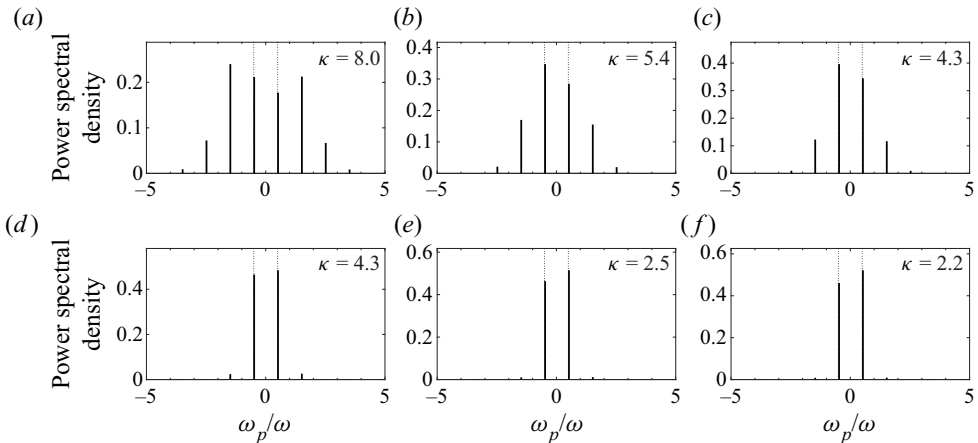 (a)
(b)
(c)
Power spectral
density
0.2
0.1
0
κ = 8.0
−5
0
5
0.4
0.3
0.2
0.1
0
κ = 5.4
−5
0
5
0.4
0.3
0.2
0.1
0
κ = 4.3
−5
0
5
(d)
(e)
(f)
Power spectral
density
0.4
0.2
0
κ = 4.3
−5
0
5
ω_p/ω
0.6
0.4
0.2
0
κ = 2.5
−5
0
5
ω_p/ω
0.6
0.4
0.2
0
κ = 2.2
−5
0
5
ω_p/ω